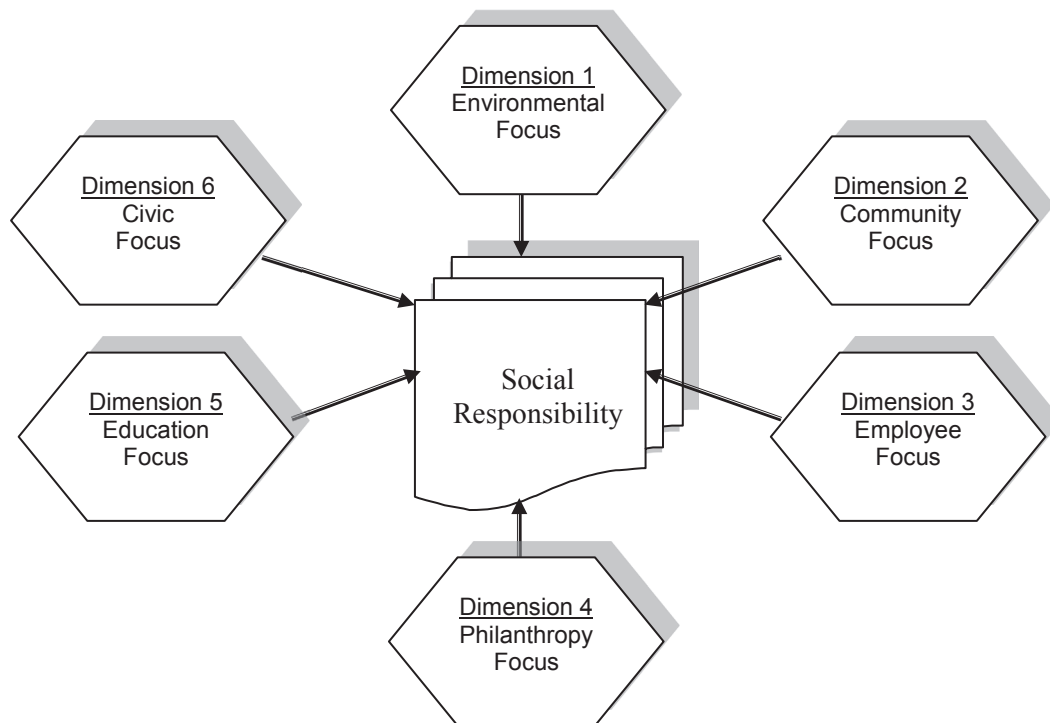 Dimension 1
Environmental
Focus
Dimension 6
Civic
Focus
Dimension 2
Community
Focus
Social
Responsibility
Dimension 5
Education
Focus
Dimension 3
Employee
Focus
Dimension 4
Philanthropy
Focus